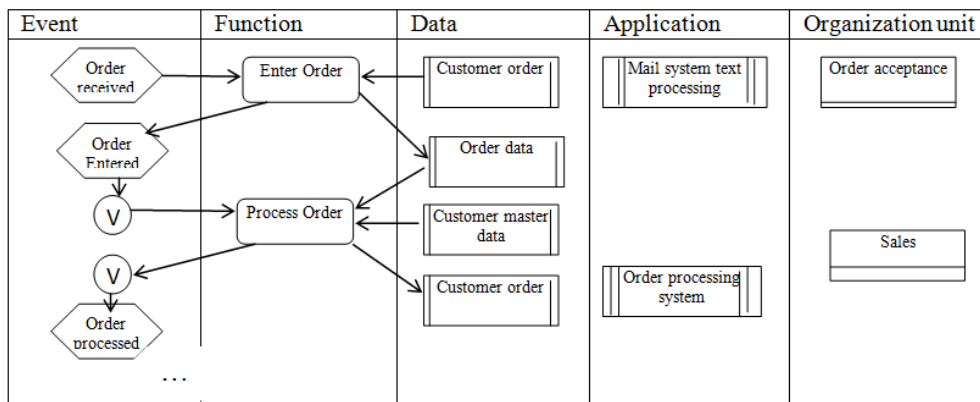 Event
Function
Data
Application
Organization unit
Order
received
Enter Order
Customer order
Mail system text
processing
Order acceptance
Order
Entered
Order data
V
Process Order
Customer master
data
Sales
V
Customer order
Order processing
system
Order
processed
...